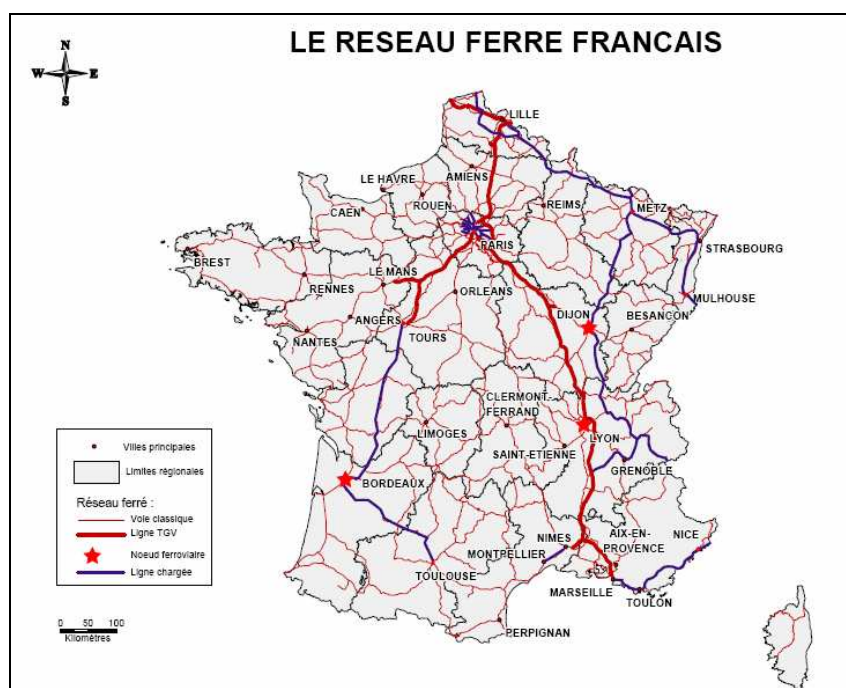 LE RESEAU FERRE FRANCAIS
N
W E
S
LILLE
AMIENS
LE HAVRE
ROUEN
REIMS
METZ
CAEN
PARIS
STRASBOURG
BREST
LE MANS
RENNES
ORLEANS
MULHOUSE
DIJON
BESANCON
ANGERS
NANTES
TOURS
CLERMONT-
FERRAND
LIMOGES
LYON
SAINT-ETIENNE
GRENOBLE
BORDEAUX
NIMES
AIX-EN-
PROVENCE
NICE
MONTPELLIER
TOULOUSE
MARSEILLE
TOULON
PERPIGNAN
Villes principales
Limites régionales
Réseau ferré :
Voie classique
Ligne TGV
Noeud ferroviaire
Ligne chargée
0 50 100
Kilomètres